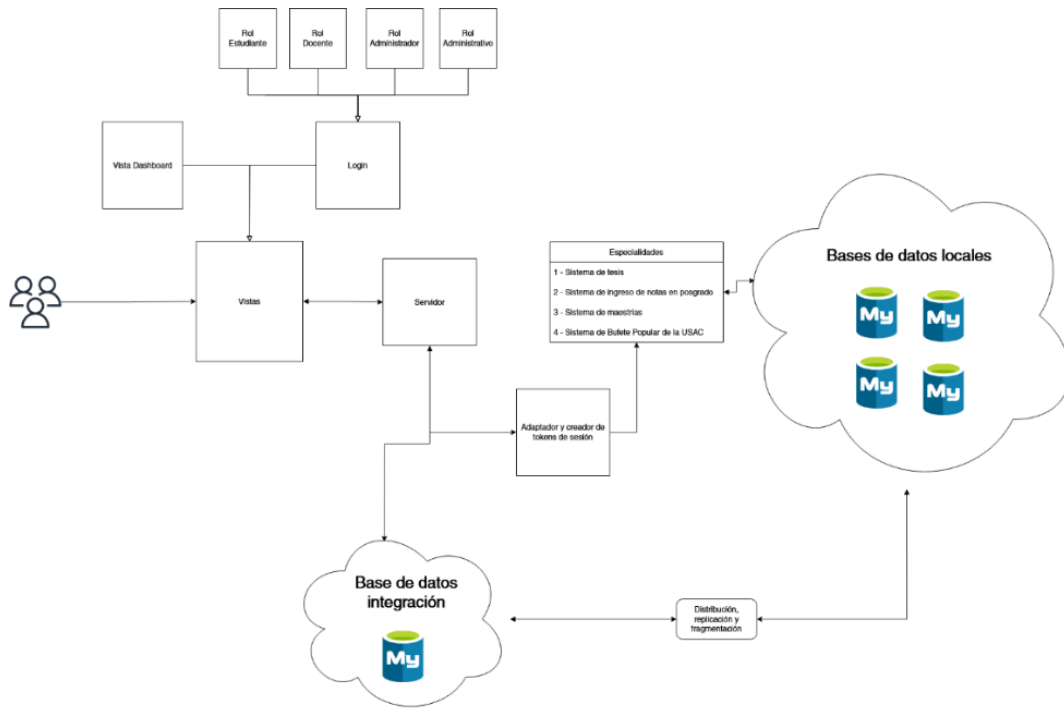 Rol
Estudiante
Rol
Docente
Rol
Administrador
Rol
Administrativo
Vista Dashboard
Login
Vistas
Servidor
Especialidades
1 - Sistema de tesis
2 - Sistema de ingreso de notas en posgrado
3 - Sistema de maestrías
4 - Sistema de Bufete Popular de la USAC
Bases de datos locales
My
My
My
My
Adaptador y creador de
tokens de sesión
Base de datos
integración
My
Distribución,
replicación y
fragmentación